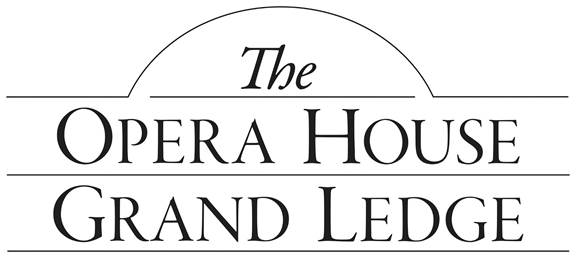 The
OPERA HOUSE
GRAND LEDGE